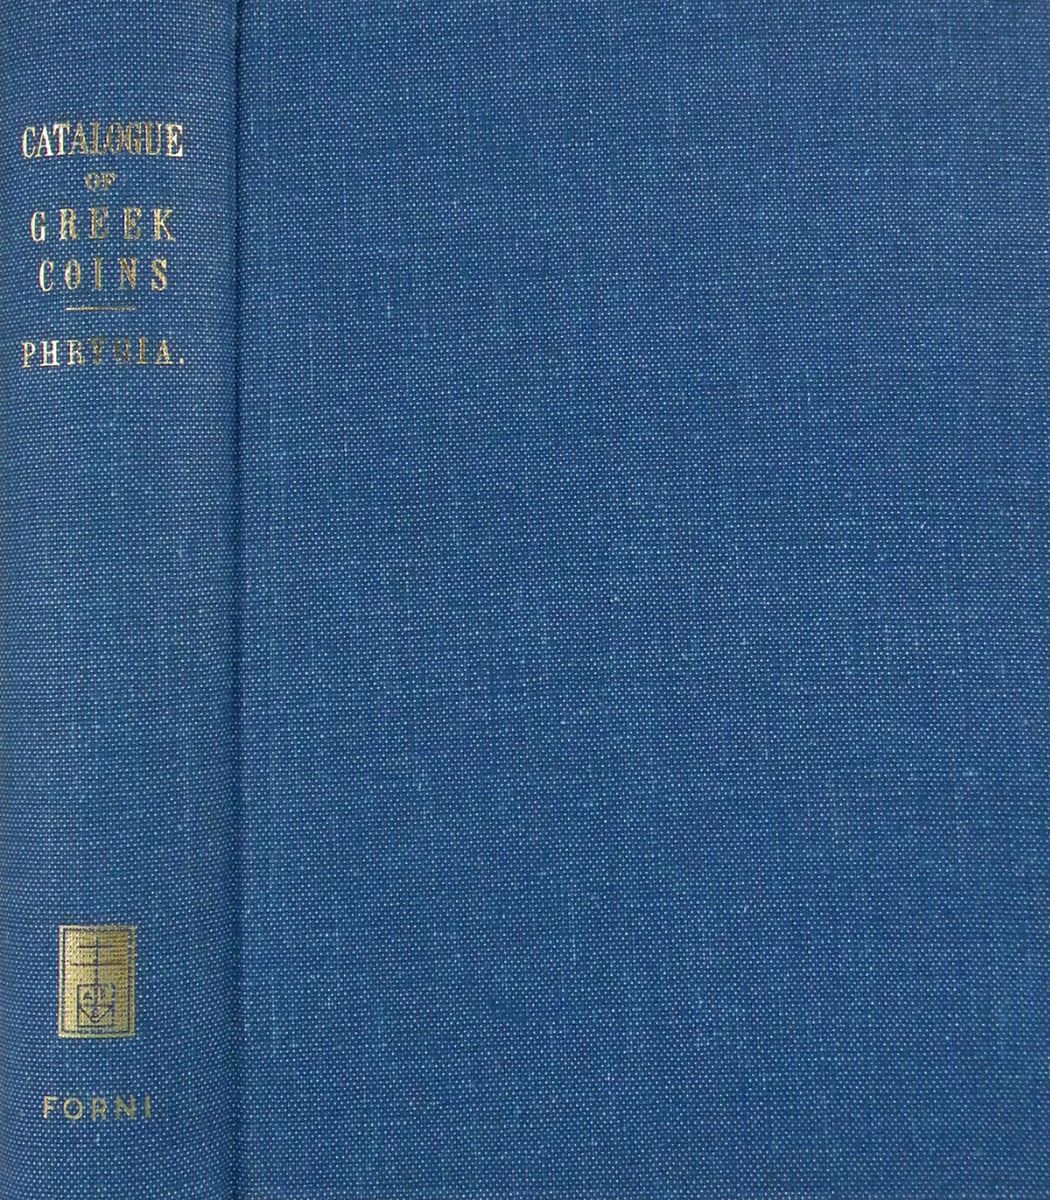 CATALOGUE
OF
GREEK
COINS
PHRYGIA.
FORNI